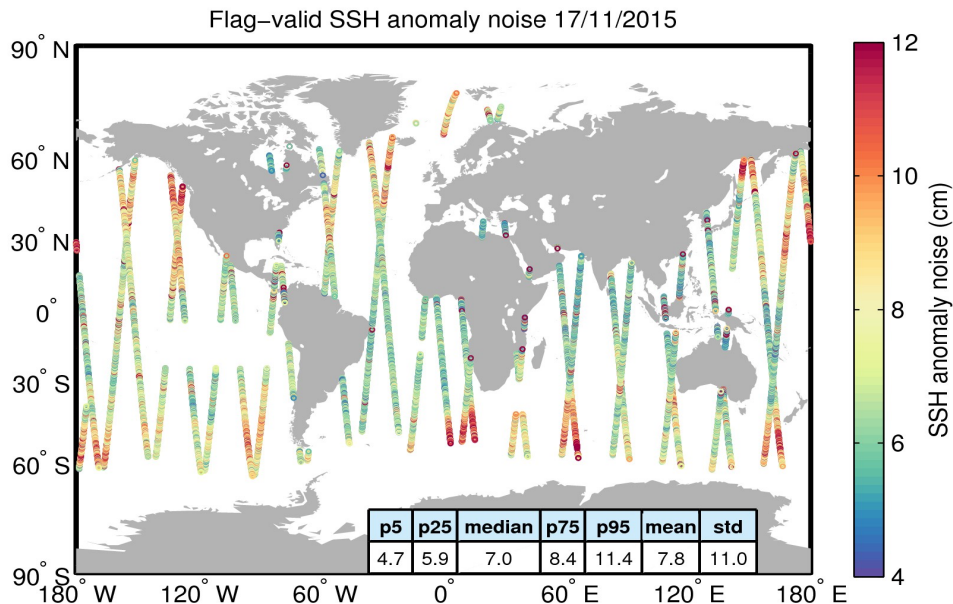 Flag−valid SSH anomaly noise 17/11/2015
90° N
60° N
30° N
0°
30° S
60° S
90° S
180° W 120° W 60° W 0° 60° E 120° E 180° E
p5 p25 median p75 p95 mean std
4.7 5.9 7.0 8.4 11.4 7.8 11.0
12
10
8
6
4
SSH anomaly noise (cm)